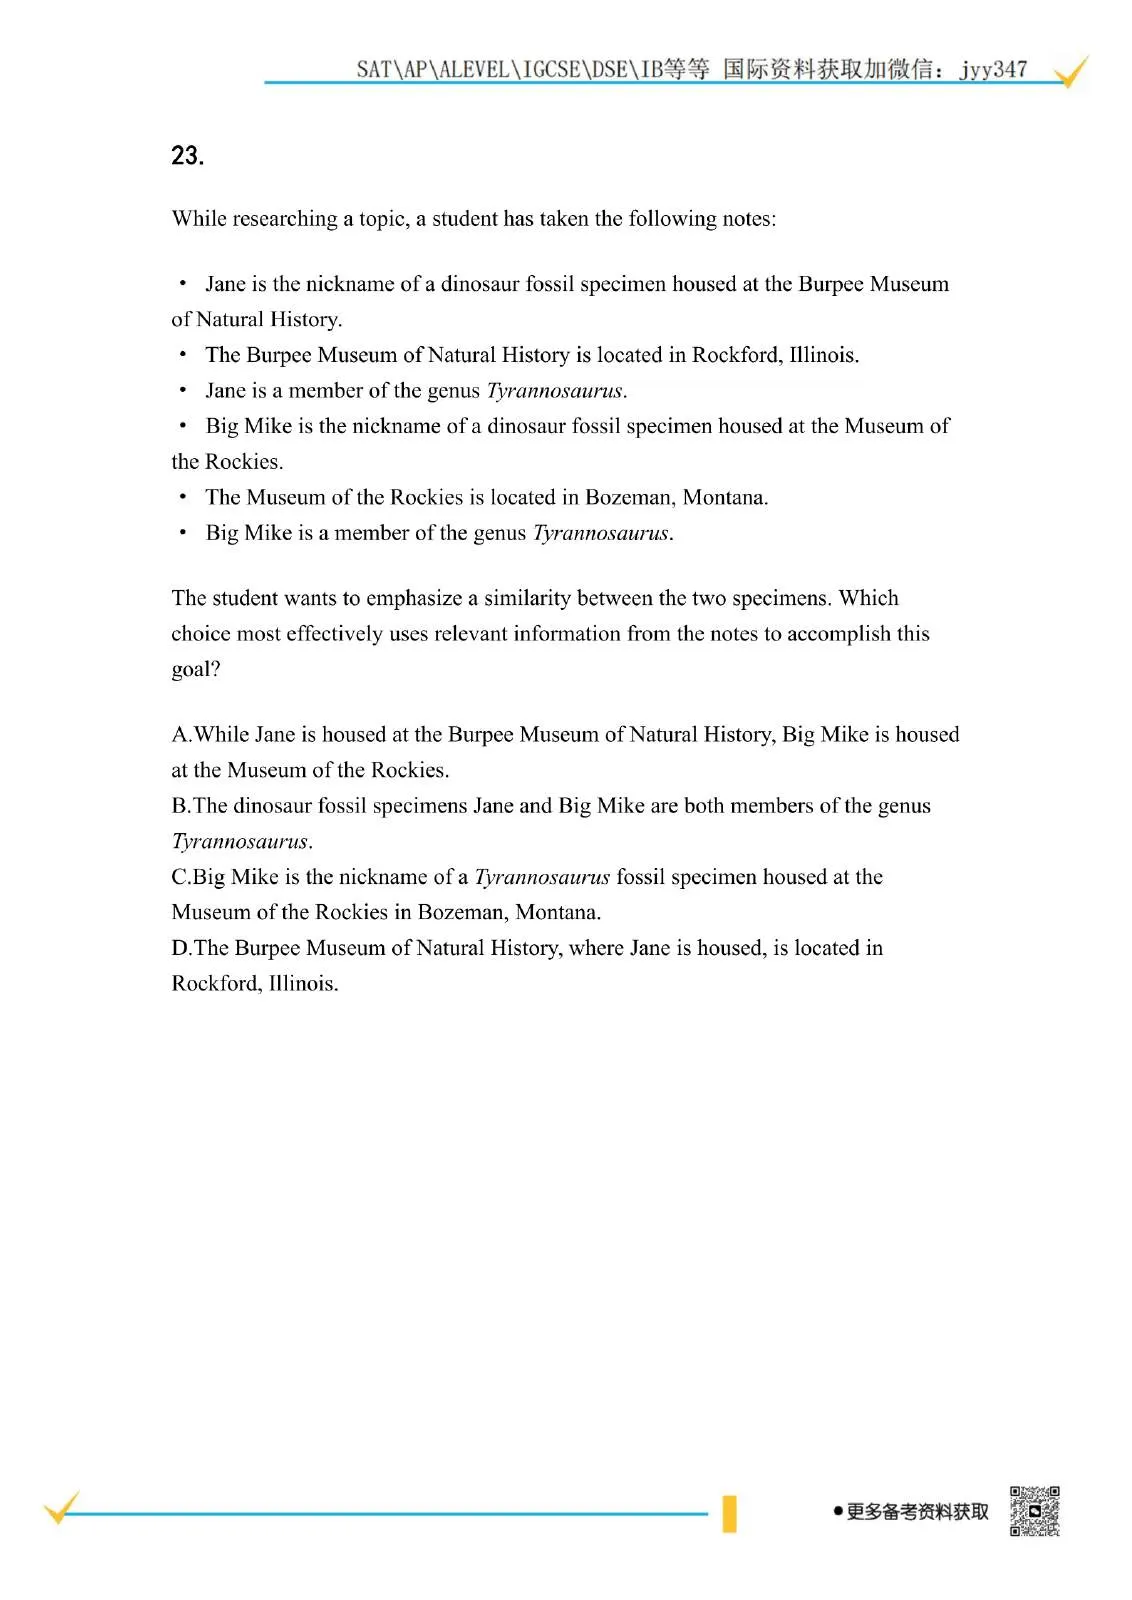 SAT\AP\ALEVEL\IGCSE\DSE\IB等等 国际资料获取加微信：jyy347
23.
While researching a topic, a student has taken the following notes:
• Jane is the nickname of a dinosaur fossil specimen housed at the Burpee Museum
of Natural History.
• The Burpee Museum of Natural History is located in Rockford, Illinois.
• Jane is a member of the genus Tyrannosaurus.
• Big Mike is the nickname of a dinosaur fossil specimen housed at the Museum of
the Rockies.
• The Museum of the Rockies is located in Bozeman, Montana.
• Big Mike is a member of the genus Tyrannosaurus.
The student wants to emphasize a similarity between the two specimens. Which
choice most effectively uses relevant information from the notes to accomplish this
goal?
A.While Jane is housed at the Burpee Museum of Natural History, Big Mike is housed
at the Museum of the Rockies.
B.The dinosaur fossil specimens Jane and Big Mike are both members of the genus
Tyrannosaurus.
C.Big Mike is the nickname of a Tyrannosaurus fossil specimen housed at the
Museum of the Rockies in Bozeman, Montana.
D.The Burpee Museum of Natural History, where Jane is housed, is located in
Rockford, Illinois.
●更多备考资料获取